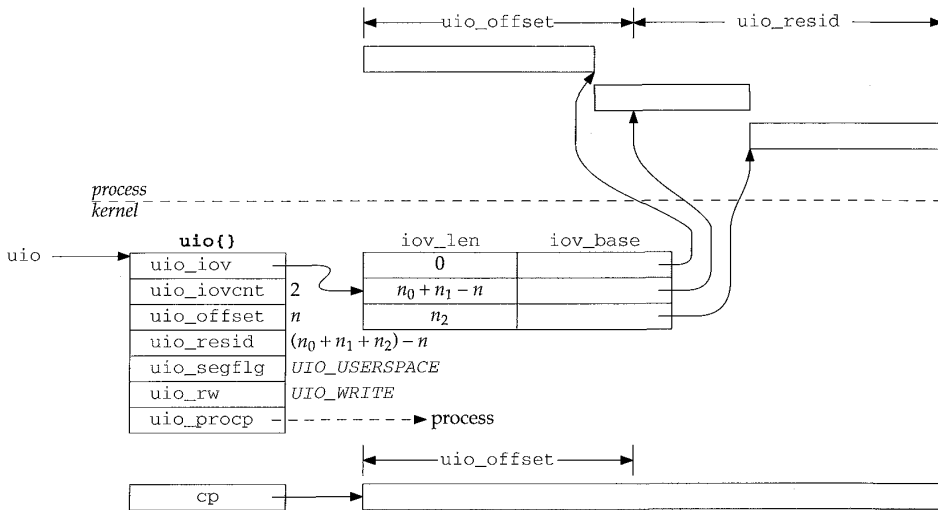 uio_offset uio_resid
process
kernel
uio{} iov_len iov_base
uio uio_iov 0
uio_iovcnt 2 n₀ + n₁ − n
uio_offset n n₂
uio_resid (n₀ + n₁ + n₂) − n
uio_segflg UIO_USERSPACE
uio_rw UIO_WRITE
uio_procp process
uio_offset
cp